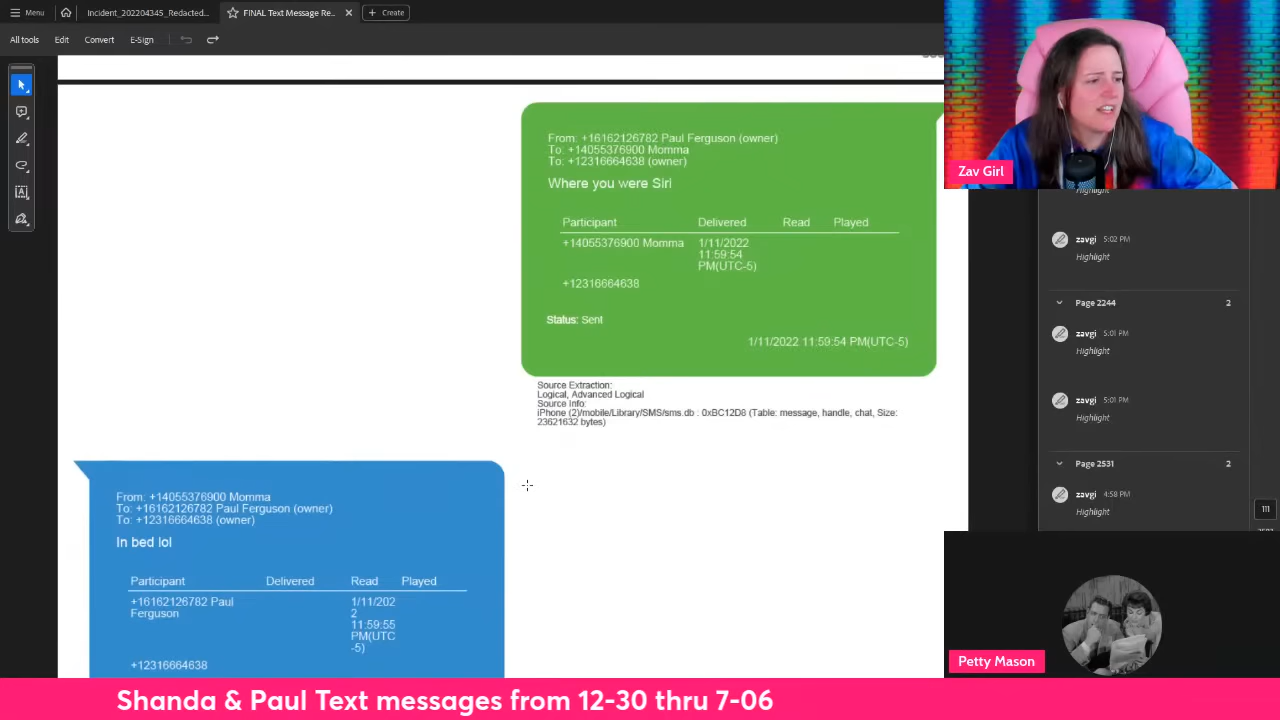 Menu
Incident_202204345_Redacted...
FINAL Text Message Re...
Create
All tools
Edit
Convert
E-Sign
From: +16162126782 Paul Ferguson (owner)
To: +14055376900 Momma
To: +12316664638 (owner)
Where you were Siri
Participant Delivered Read Played
+14055376900 Momma 1/11/2022
11:59:54
PM(UTC-5)
+12316664638
Status: Sent
1/11/2022 11:59:54 PM(UTC-5)
Source Extraction:
Logical, Advanced Logical
Source Info:
iPhone (2)/mobile/Library/SMS/sms.db : 0xBC12D8 (Table: message, handle, chat, Size:
23621632 bytes)
From: +14055376900 Momma
To: +16162126782 Paul Ferguson (owner)
To: +12316664638 (owner)
In bed lol
Participant Delivered Read Played
+16162126782 Paul
Ferguson
1/11/202
2
11:59:55
PM(UTC
-5)
+12316664638
Zav Girl
Highlight
zavgi 5:02 PM
Highlight
Page 2244 2
zavgi 5:01 PM
Highlight
zavgi 5:01 PM
Highlight
Page 2531 2
zavgi 4:58 PM
Highlight
111
Petty Mason
Shanda & Paul Text messages from 12-30 thru 7-06